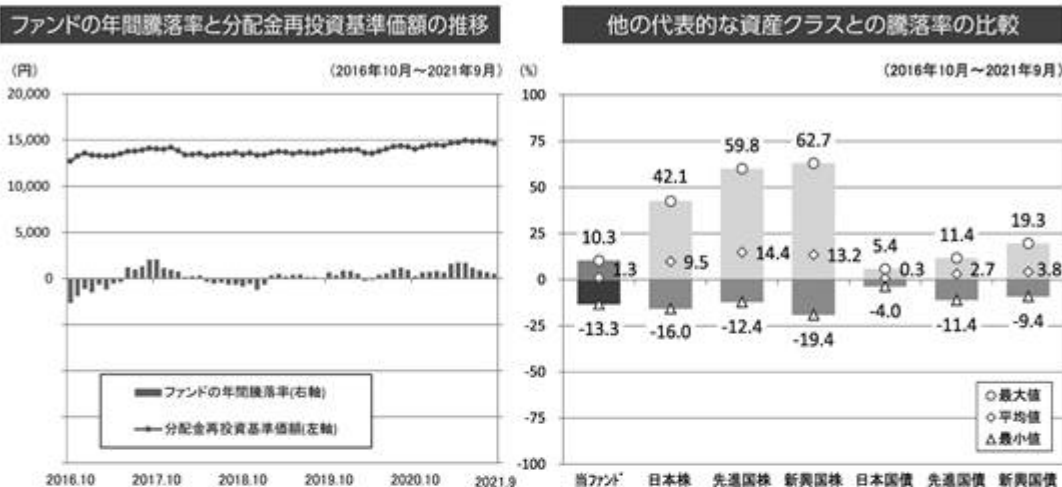 ファンドの年間騰落率と分配金再投資基準価額の推移
(円)
(2016年10月～2021年9月)
20,000
15,000
10,000
5,000
0
ファンドの年間騰落率(右軸)
分配金再投資基準価額(左軸)
2016.10 2017.10 2018.10 2019.10 2020.10 2021.9
他の代表的な資産クラスとの騰落率の比較
(%)
(2016年10月～2021年9月)
100
75
50
25
0
-25
-50
-75
-100
10.3 42.1 59.8 62.7 5.4 11.4 19.3
1.3 9.5 14.4 13.2 0.3 2.7 3.8
-13.3 -16.0 -12.4 -19.4 -4.0 -11.4 -9.4
最大値
平均値
最小値
当ファンド 日本株 先進国株 新興国株 日本国債 先進国債 新興国債